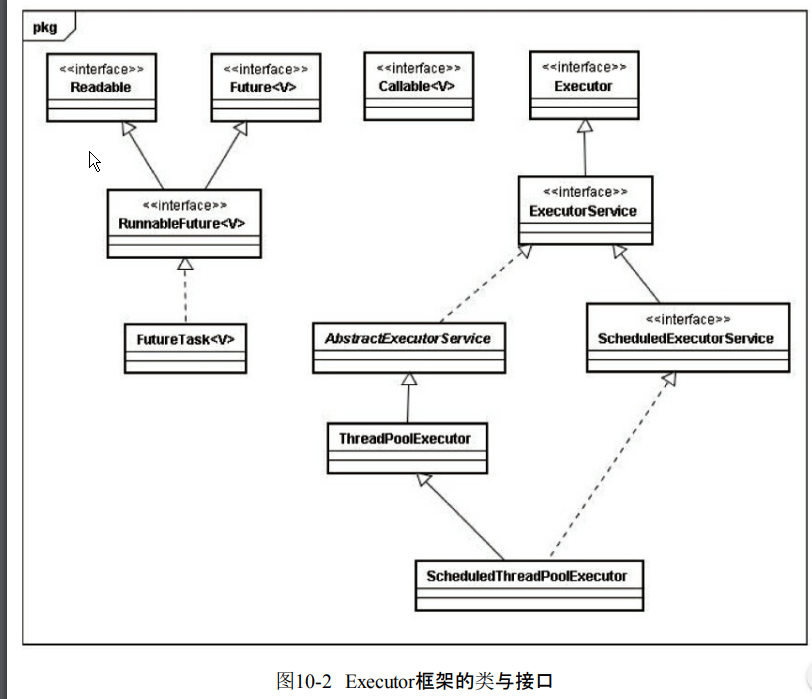 pkg
<<interface>>
Readable
<<interface>>
Future<V>
<<interface>>
Callable<V>
<<interface>>
Executor
<<interface>>
RunnableFuture<V>
<<interface>>
ExecutorService
FutureTask<V>
AbstractExecutorService
<<interface>>
ScheduledExecutorService
ThreadPoolExecutor
ScheduledThreadPoolExecutor
图10-2 Executor框架的类与接口